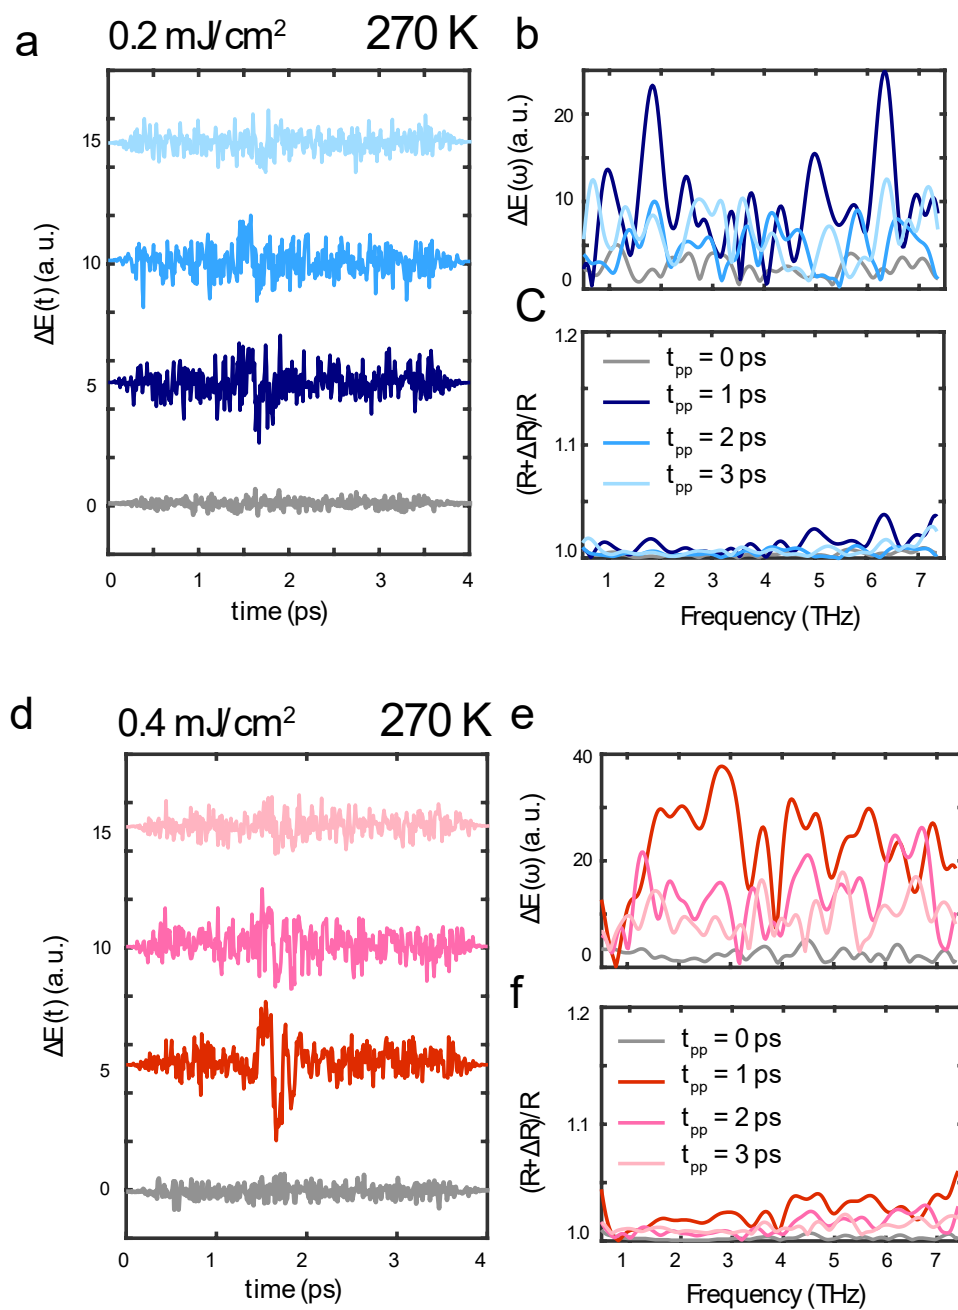 a
0.2 mJ/cm²
270 K
15
10
5
0
ΔE (t) (a. u.)
0 1 2 3 4
time (ps)
b
20
10
0
ΔE (ω) (a. u.)
C
1.2
1.1
1.0
(R+ΔR)/R
t_pp = 0 ps
t_pp = 1 ps
t_pp = 2 ps
t_pp = 3 ps
1 2 3 4 5 6 7
Frequency (THz)
d
0.4 mJ/cm²
270 K
15
10
5
0
ΔE (t) (a. u.)
0 1 2 3 4
time (ps)
e
40
20
0
ΔE (ω) (a. u.)
f
1.2
1.1
1.0
(R+ΔR)/R
t_pp = 0 ps
t_pp = 1 ps
t_pp = 2 ps
t_pp = 3 ps
1 2 3 4 5 6 7
Frequency (THz)